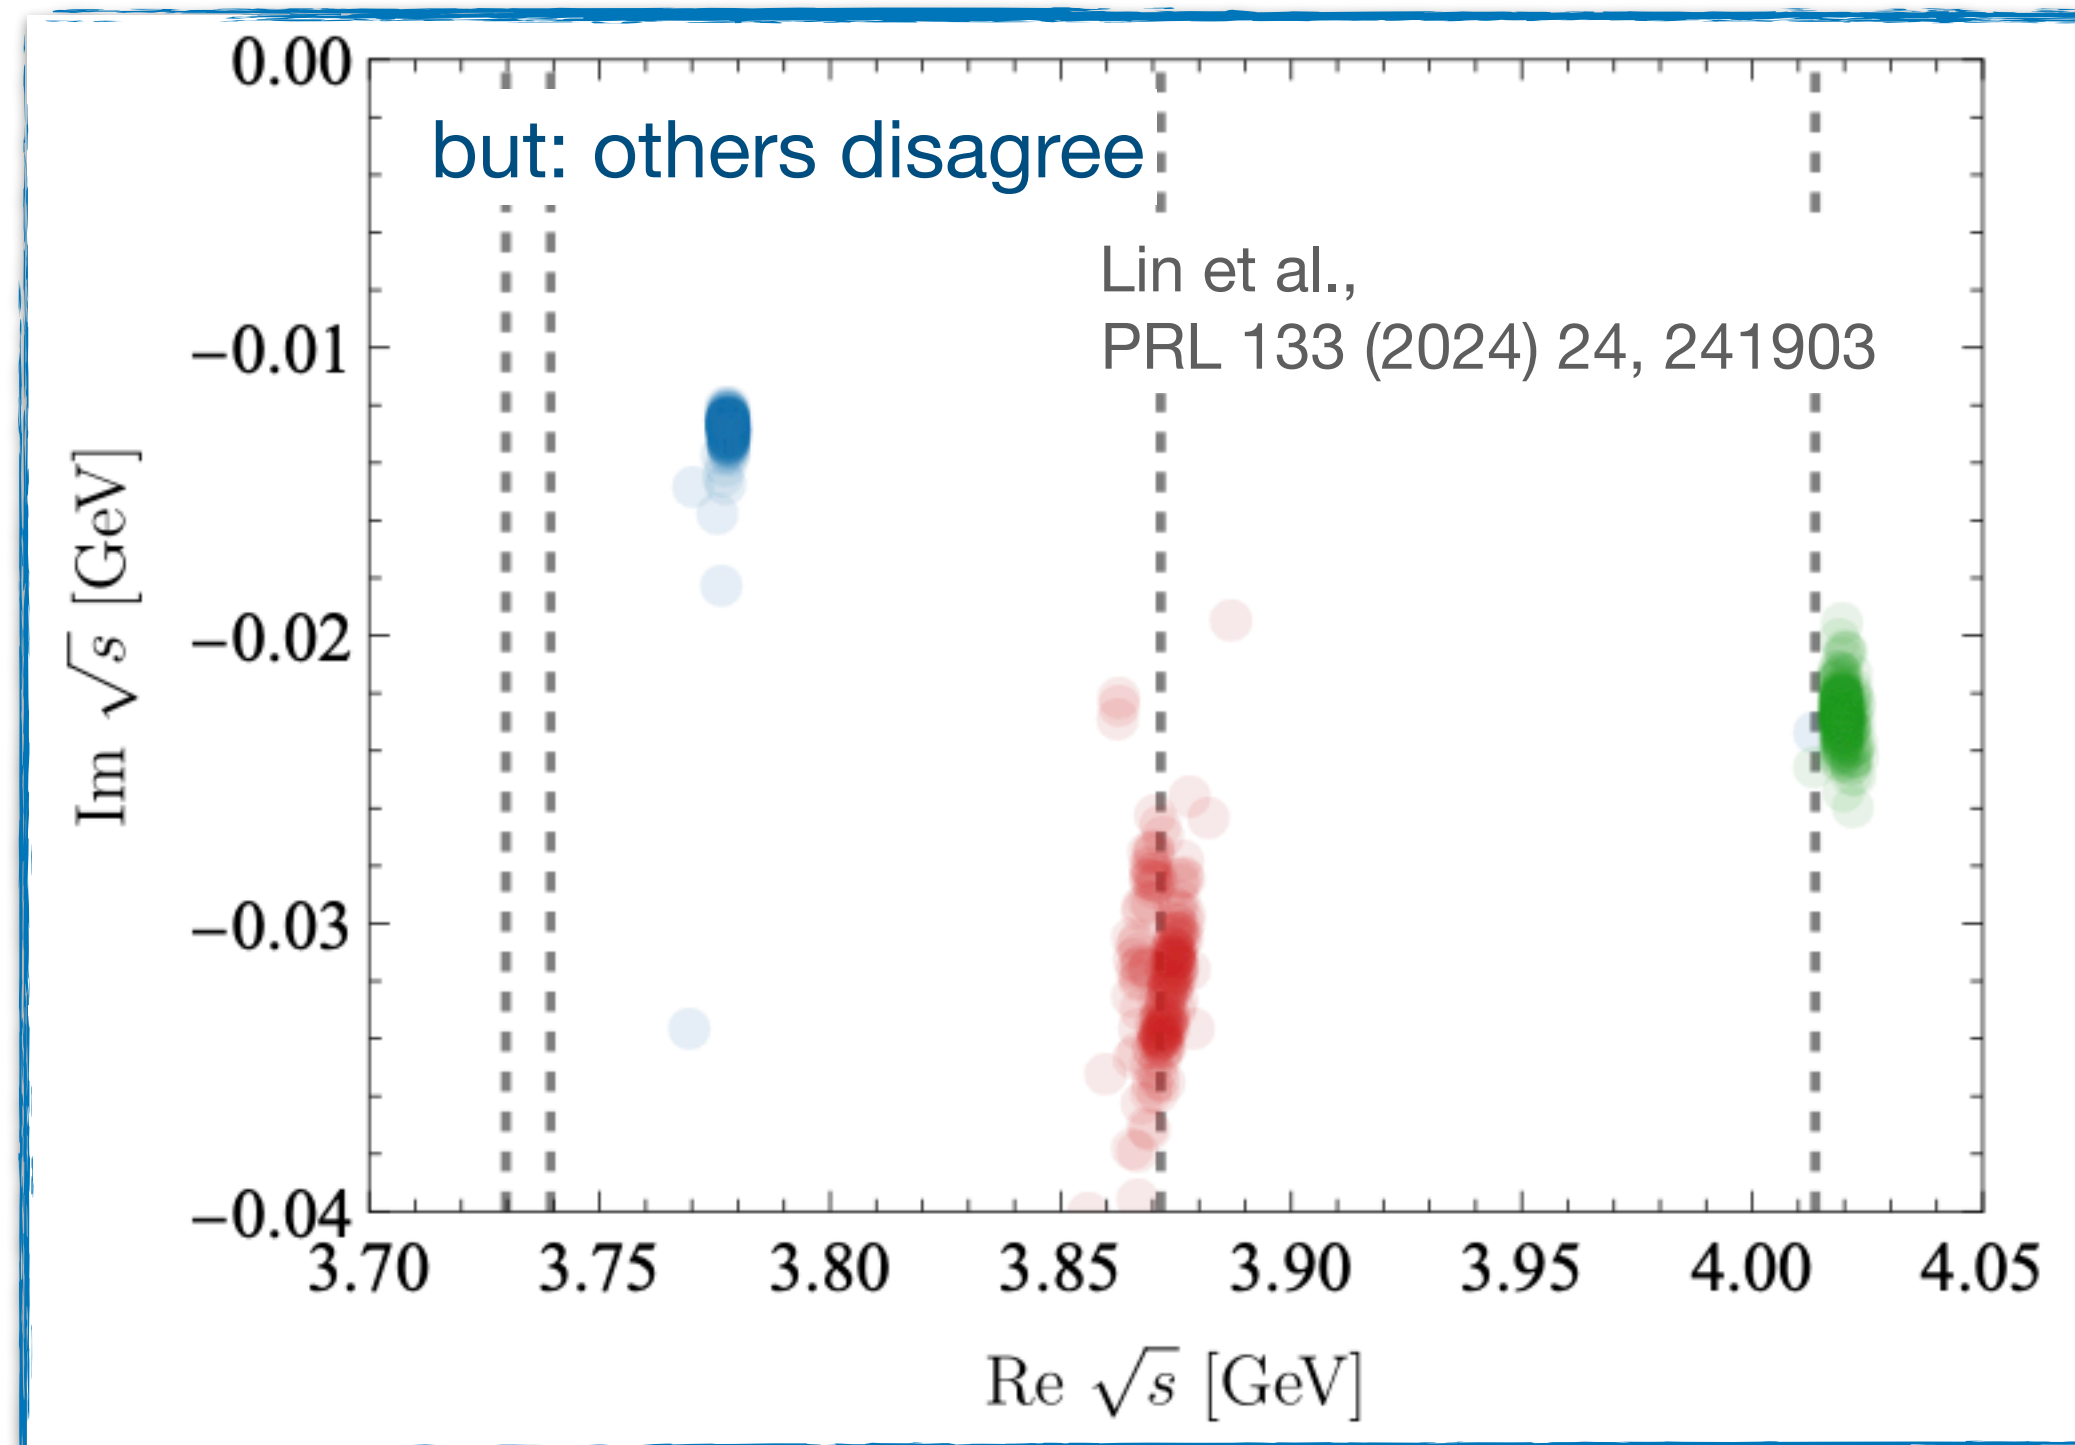 0.00
but: others disagree
Lin et al.,
PRL 133 (2024) 24, 241903
−0.01
−0.02
−0.03
−0.04
Im √s [GeV]
3.70 3.75 3.80 3.85 3.90 3.95 4.00 4.05
Re √s [GeV]